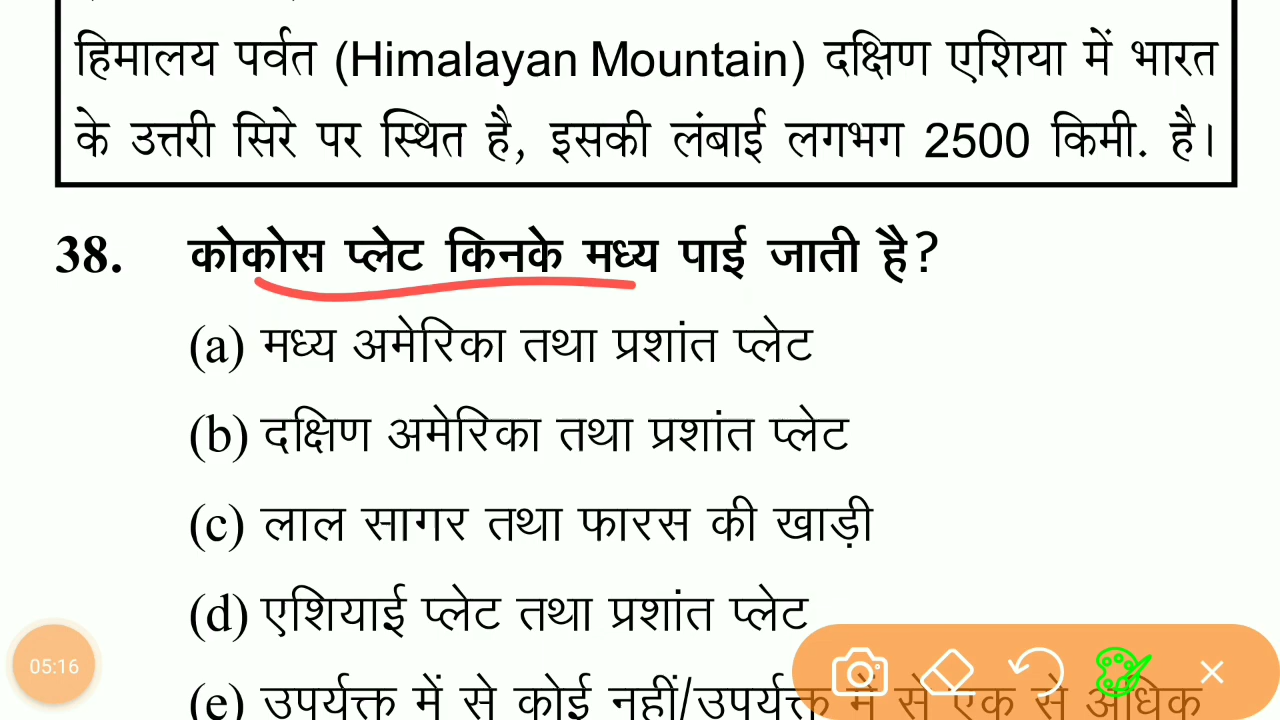 हिमालय पर्वत (Himalayan Mountain) दक्षिण एशिया में भारत
के उत्तरी सिरे पर स्थित है, इसकी लंबाई लगभग 2500 किमी. है।
38. कोकोस प्लेट किनके मध्य पाई जाती है?
(a) मध्य अमेरिका तथा प्रशांत प्लेट
(b) दक्षिण अमेरिका तथा प्रशांत प्लेट
(c) लाल सागर तथा फारस की खाड़ी
(d) एशियाई प्लेट तथा प्रशांत प्लेट
(e) उपर्युक्त में से कोई नहीं/उपर्युक्त में से एक से अधिक
05:16